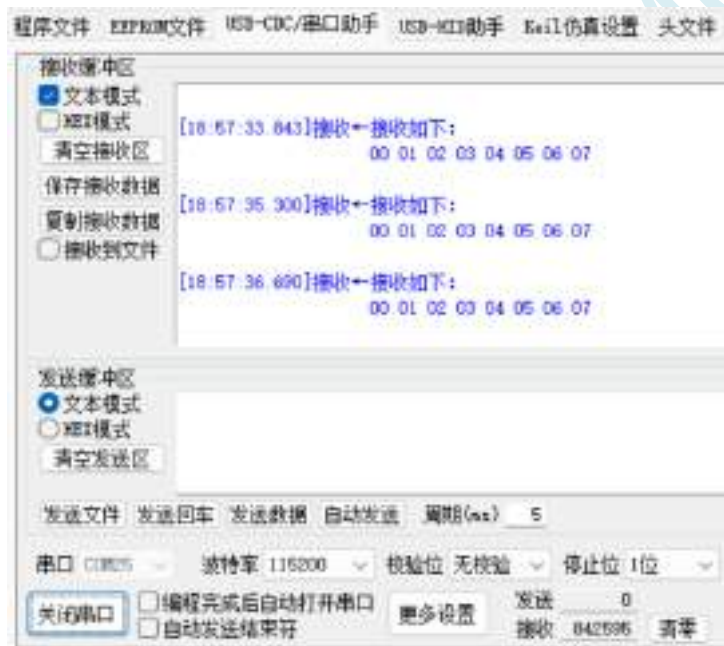 程序文件 EEPROM文件 USB-CDC/串口助手 USB-HID助手 Keil仿真设置 头文件
接收缓冲区
文本模式
HEX模式
清空接收区
保存接收数据
复制接收数据
接收到文件
[18:57:33.843]接收←接收如下:
00 01 02 03 04 05 06 07
[18:57:35.300]接收←接收如下:
00 01 02 03 04 05 06 07
[18:57:36.690]接收←接收如下:
00 01 02 03 04 05 06 07
发送缓冲区
文本模式
HEX模式
清空发送区
发送文件 发送回车 发送数据 自动发送 周期(ms) 5
串口 COM25 波特率 115200 校验位 无校验 停止位 1位
关闭串口 编程完成后自动打开串口 更多设置 发送 0
自动发送结束符 接收 842595 清零